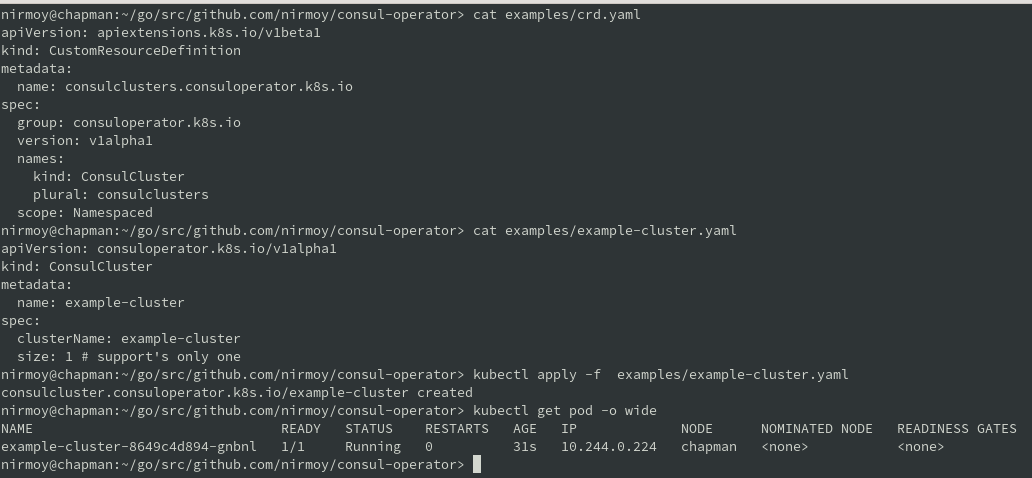 nirmoy@chapman:~/go/src/github.com/nirmoy/consul-operator> cat examples/crd.yaml
apiVersion: apiextensions.k8s.io/v1beta1
kind: CustomResourceDefinition
metadata:
  name: consulclusters.consuloperator.k8s.io
spec:
  group: consuloperator.k8s.io
  version: v1alpha1
  names:
    kind: ConsulCluster
    plural: consulclusters
  scope: Namespaced
nirmoy@chapman:~/go/src/github.com/nirmoy/consul-operator> cat examples/example-cluster.yaml
apiVersion: consuloperator.k8s.io/v1alpha1
kind: ConsulCluster
metadata:
  name: example-cluster
spec:
  clusterName: example-cluster
  size: 1 # support's only one
nirmoy@chapman:~/go/src/github.com/nirmoy/consul-operator> kubectl apply -f  examples/example-cluster.yaml
consulcluster.consuloperator.k8s.io/example-cluster created
nirmoy@chapman:~/go/src/github.com/nirmoy/consul-operator> kubectl get pod -o wide
NAME                               READY   STATUS    RESTARTS   AGE   IP             NODE      NOMINATED NODE   READINESS GATES
example-cluster-8649c4d894-gnbnl   1/1     Running   0          31s   10.244.0.224   chapman   <none>           <none>
nirmoy@chapman:~/go/src/github.com/nirmoy/consul-operator>